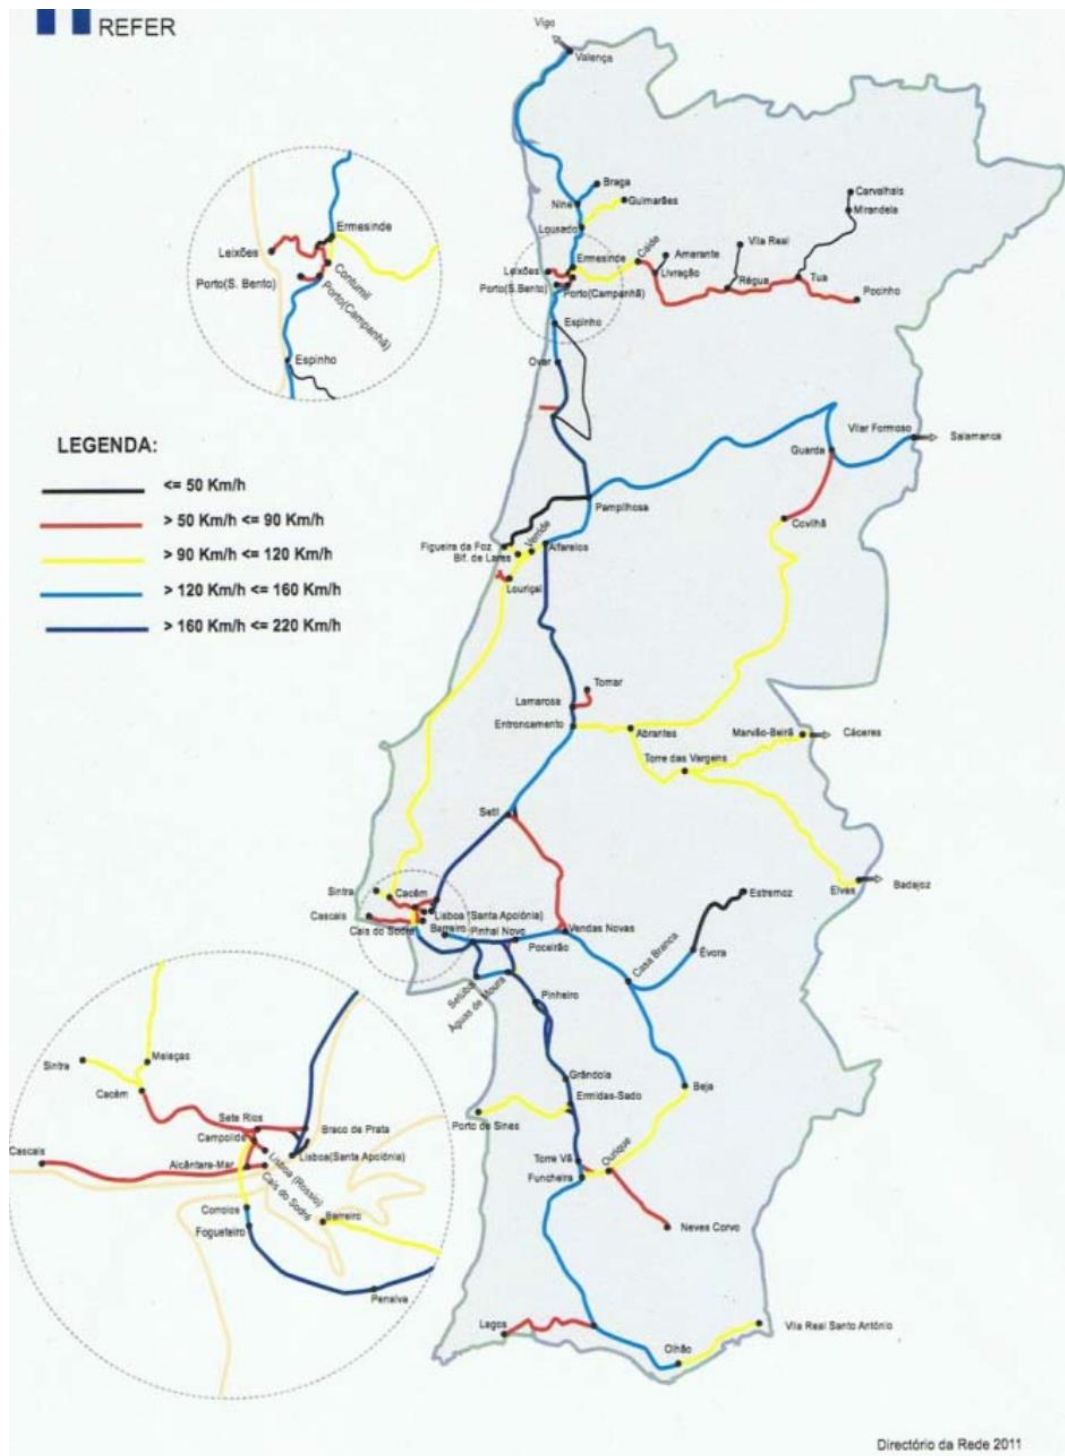 REFER
Vigo
Valença
Braga
Guimarães
Nine
Lousado
Carvalhais
Mirandela
Ermesinde
Caíde
Amarante
Vila Real
Leixões
Livração
Porto(S.Bento)
Porto(Campanhã)
Régua
Tua
Pocinho
Espinho
Ovar
Ermesinde
Leixões
Contumil
Porto(S. Bento)
Porto(Campanhã)
Espinho
LEGENDA:
<= 50 Km/h
> 50 Km/h <= 90 Km/h
> 90 Km/h <= 120 Km/h
> 120 Km/h <= 160 Km/h
> 160 Km/h <= 220 Km/h
Vilar Formoso
Salamanca
Guarda
Pampilhosa
Covilhã
Figueira da Foz
Verride
Bif. de Lares
Alfarelos
Louriçal
Tomar
Lamarosa
Entroncamento
Abrantes
Marvão-Beirã
Cáceres
Torre das Vargens
Setil
Elvas
Badajoz
Sintra
Cacém
Estremoz
Cascais
Lisboa (Santa Apolónia)
Cais do Sodré
Barreiro
Pinhal Novo
Vendas Novas
Poceirão
Casa Branca
Évora
Setúbal
Águas de Moura
Pinheiro
Grândola
Beja
Ermidas-Sado
Porto de Sines
Torre Vã
Ourique
Funcheira
Neves Corvo
Lagos
Olhão
Vila Real Santo António
Sintra
Meleças
Cacém
Sete Rios
Braco de Prata
Campolide
Cascais
Lisboa(Santa Apolónia)
Alcântara-Mar
Lisboa (Rossio)
Cais do Sodré
Corroios
Barreiro
Fogueteiro
Penalva
Directório da Rede 2011